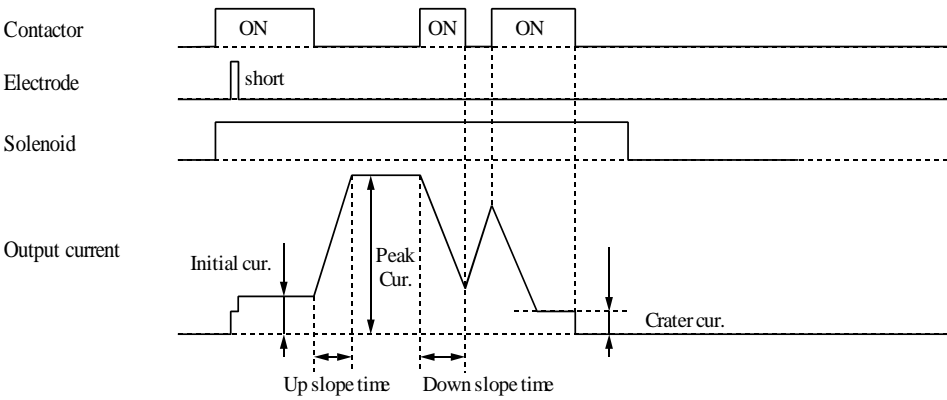 Contactor
ON
ON
ON
Electrode
short
Solenoid
Output current
Initial cur.
Peak
Cur.
Crater cur.
Up slope time
Down slope time